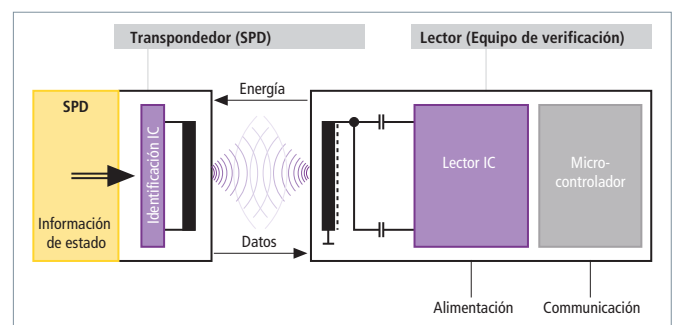 Transpondedor (SPD)
Lector (Equipo de verificación)
Energía
SPD
Identificación IC
Información
de estado
Datos
Lector IC
Micro-
controlador
Alimentación
Communicación